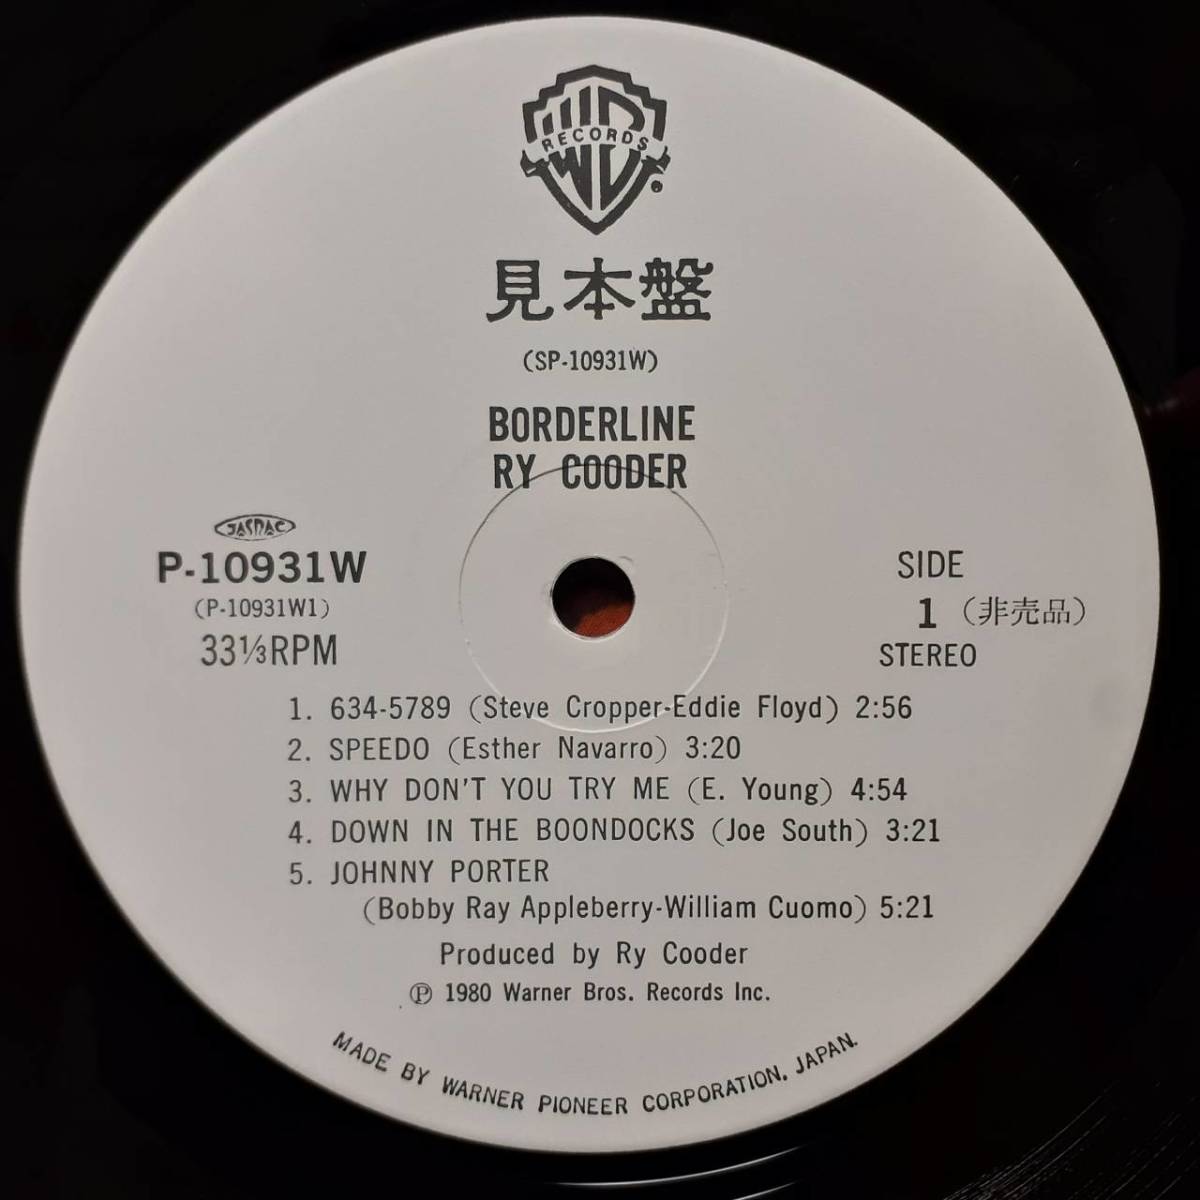 RECORDS
見本盤
(SP-10931W)
BORDERLINE
RY COODER
JASRAC
P-10931W
(P-10931W1)
33⅓RPM
SIDE
1 (非売品)
STEREO
1. 634-5789 (Steve Cropper-Eddie Floyd) 2:56
2. SPEEDO (Esther Navarro) 3:20
3. WHY DON'T YOU TRY ME (E. Young) 4:54
4. DOWN IN THE BOONDOCKS (Joe South) 3:21
5. JOHNNY PORTER
(Bobby Ray Appleberry-William Cuomo) 5:21
Produced by Ry Cooder
Ⓟ 1980 Warner Bros. Records Inc.
MADE BY WARNER PIONEER CORPORATION, JAPAN.